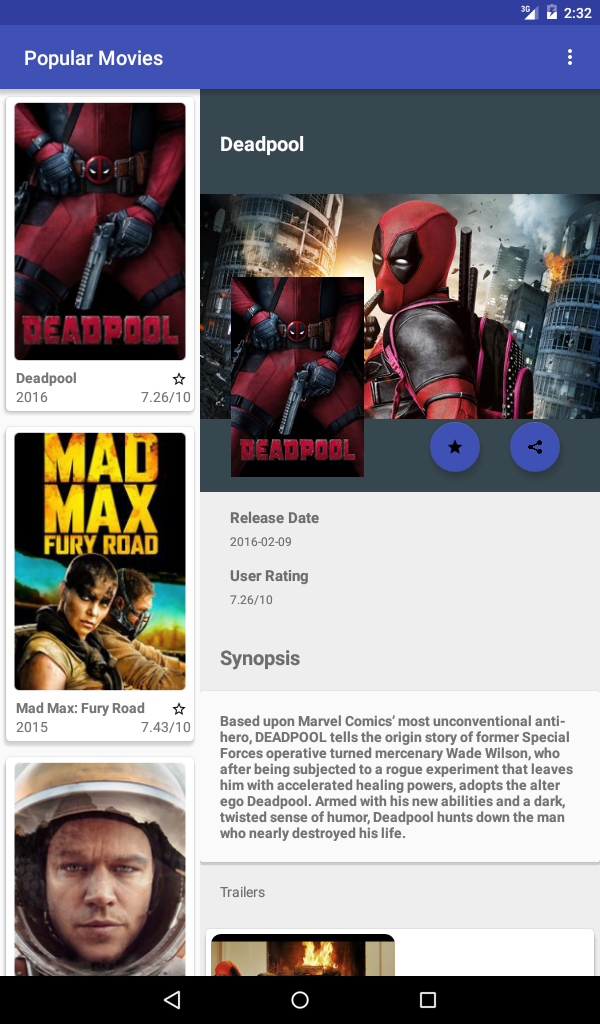 3G
2:32
Popular Movies
DEADPOOL
Deadpool
2016 7.26/10
MAD
MAX
FURY ROAD
Mad Max: Fury Road
2015 7.43/10
Deadpool
DEADPOOL
Release Date
2016-02-09
User Rating
7.26/10
Synopsis
Based upon Marvel Comics’ most unconventional anti-
hero, DEADPOOL tells the origin story of former Special
Forces operative turned mercenary Wade Wilson, who
after being subjected to a rogue experiment that leaves
him with accelerated healing powers, adopts the alter
ego Deadpool. Armed with his new abilities and a dark,
twisted sense of humor, Deadpool hunts down the man
who nearly destroyed his life.
Trailers